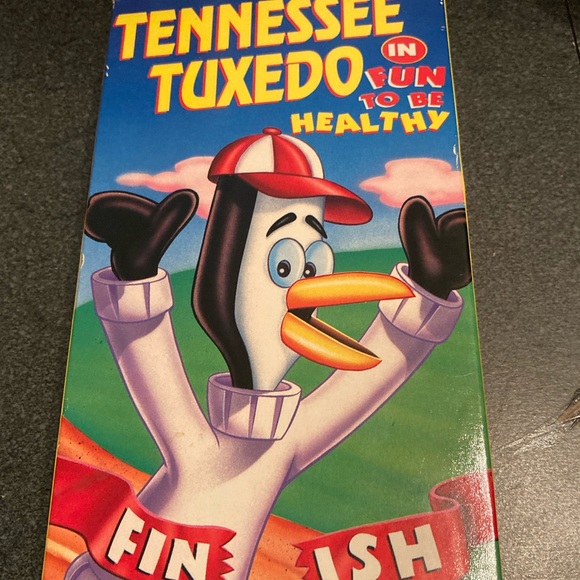 TENNESSEE
TUXEDO IN
FUN
TO BE
HEALTHY
FIN ISH